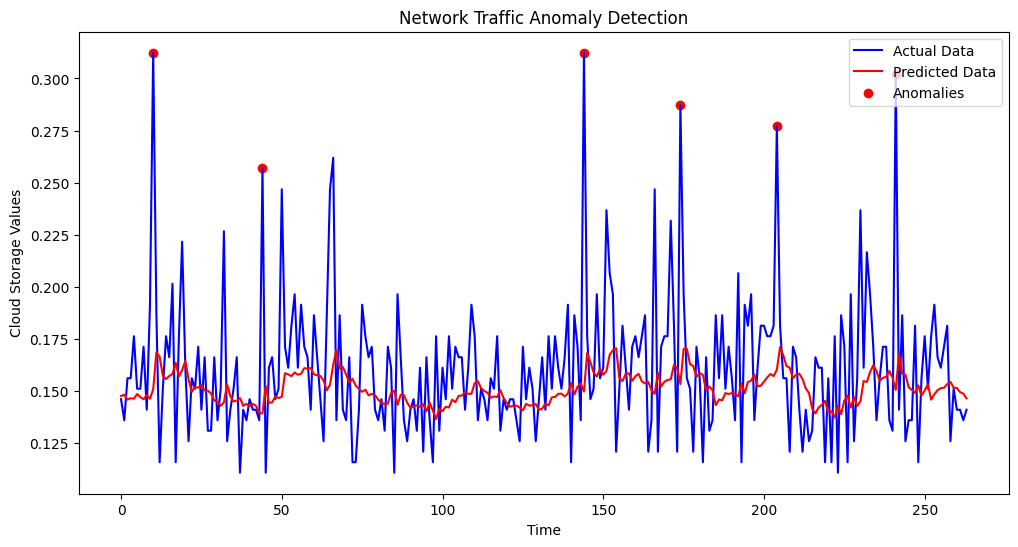 Network Traffic Anomaly Detection
Actual Data
Predicted Data
Anomalies
Cloud Storage Values
0.300
0.275
0.250
0.225
0.200
0.175
0.150
0.125
0 50 100 150 200 250
Time